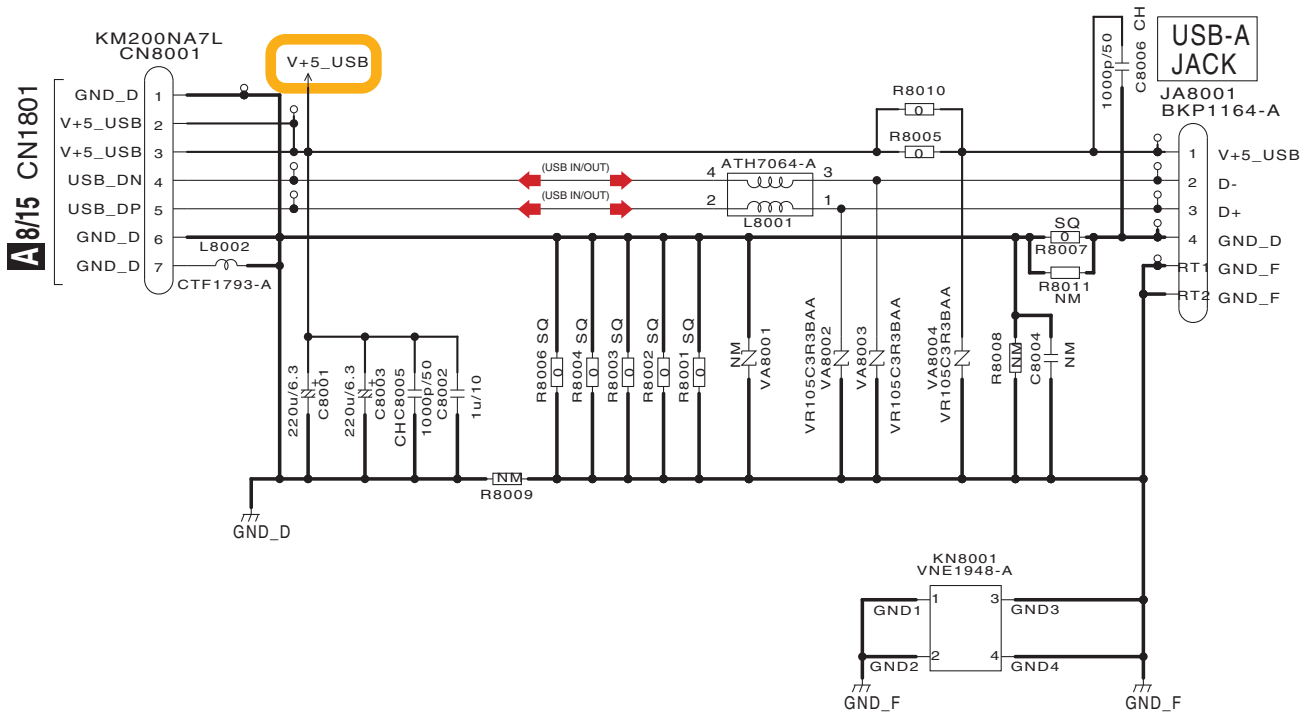 KM200NA7L
CN8001
V+5_USB
A 8/15 CN1801
GND_D 1
V+5_USB 2
V+5_USB 3
USB_DN 4
USB_DP 5
GND_D 6
GND_D 7
L8002
CTF1793-A
(USB IN/OUT)
(USB IN/OUT)
4 ATH7064-A 3
2 L8001 1
R8010
0
R8005
0
1000p/50
C8006 CH
USB-A
JACK
JA8001
BKP1164-A
1 V+5_USB
2 D-
3 D+
4 GND_D
RT1 GND_F
RT2 GND_F
SQ
0
R8007
R8011
NM
220u/6.3
+
C8001
220u/6.3
+
C8003
CHC8005
1000p/50
C8002
1u/10
R8006 SQ
0
R8004 SQ
0
R8003 SQ
0
R8002 SQ
0
R8001 SQ
0
NM
VA8001
VR105C3R3BAA
VA8002
VA8003
VR105C3R3BAA
VA8004
VR105C3R3BAA
R8008
NM
C8004
NM
NM
R8009
GND_D
KN8001
VNE1948-A
GND1 1 3 GND3
GND2 2 4 GND4
GND_F
GND_F